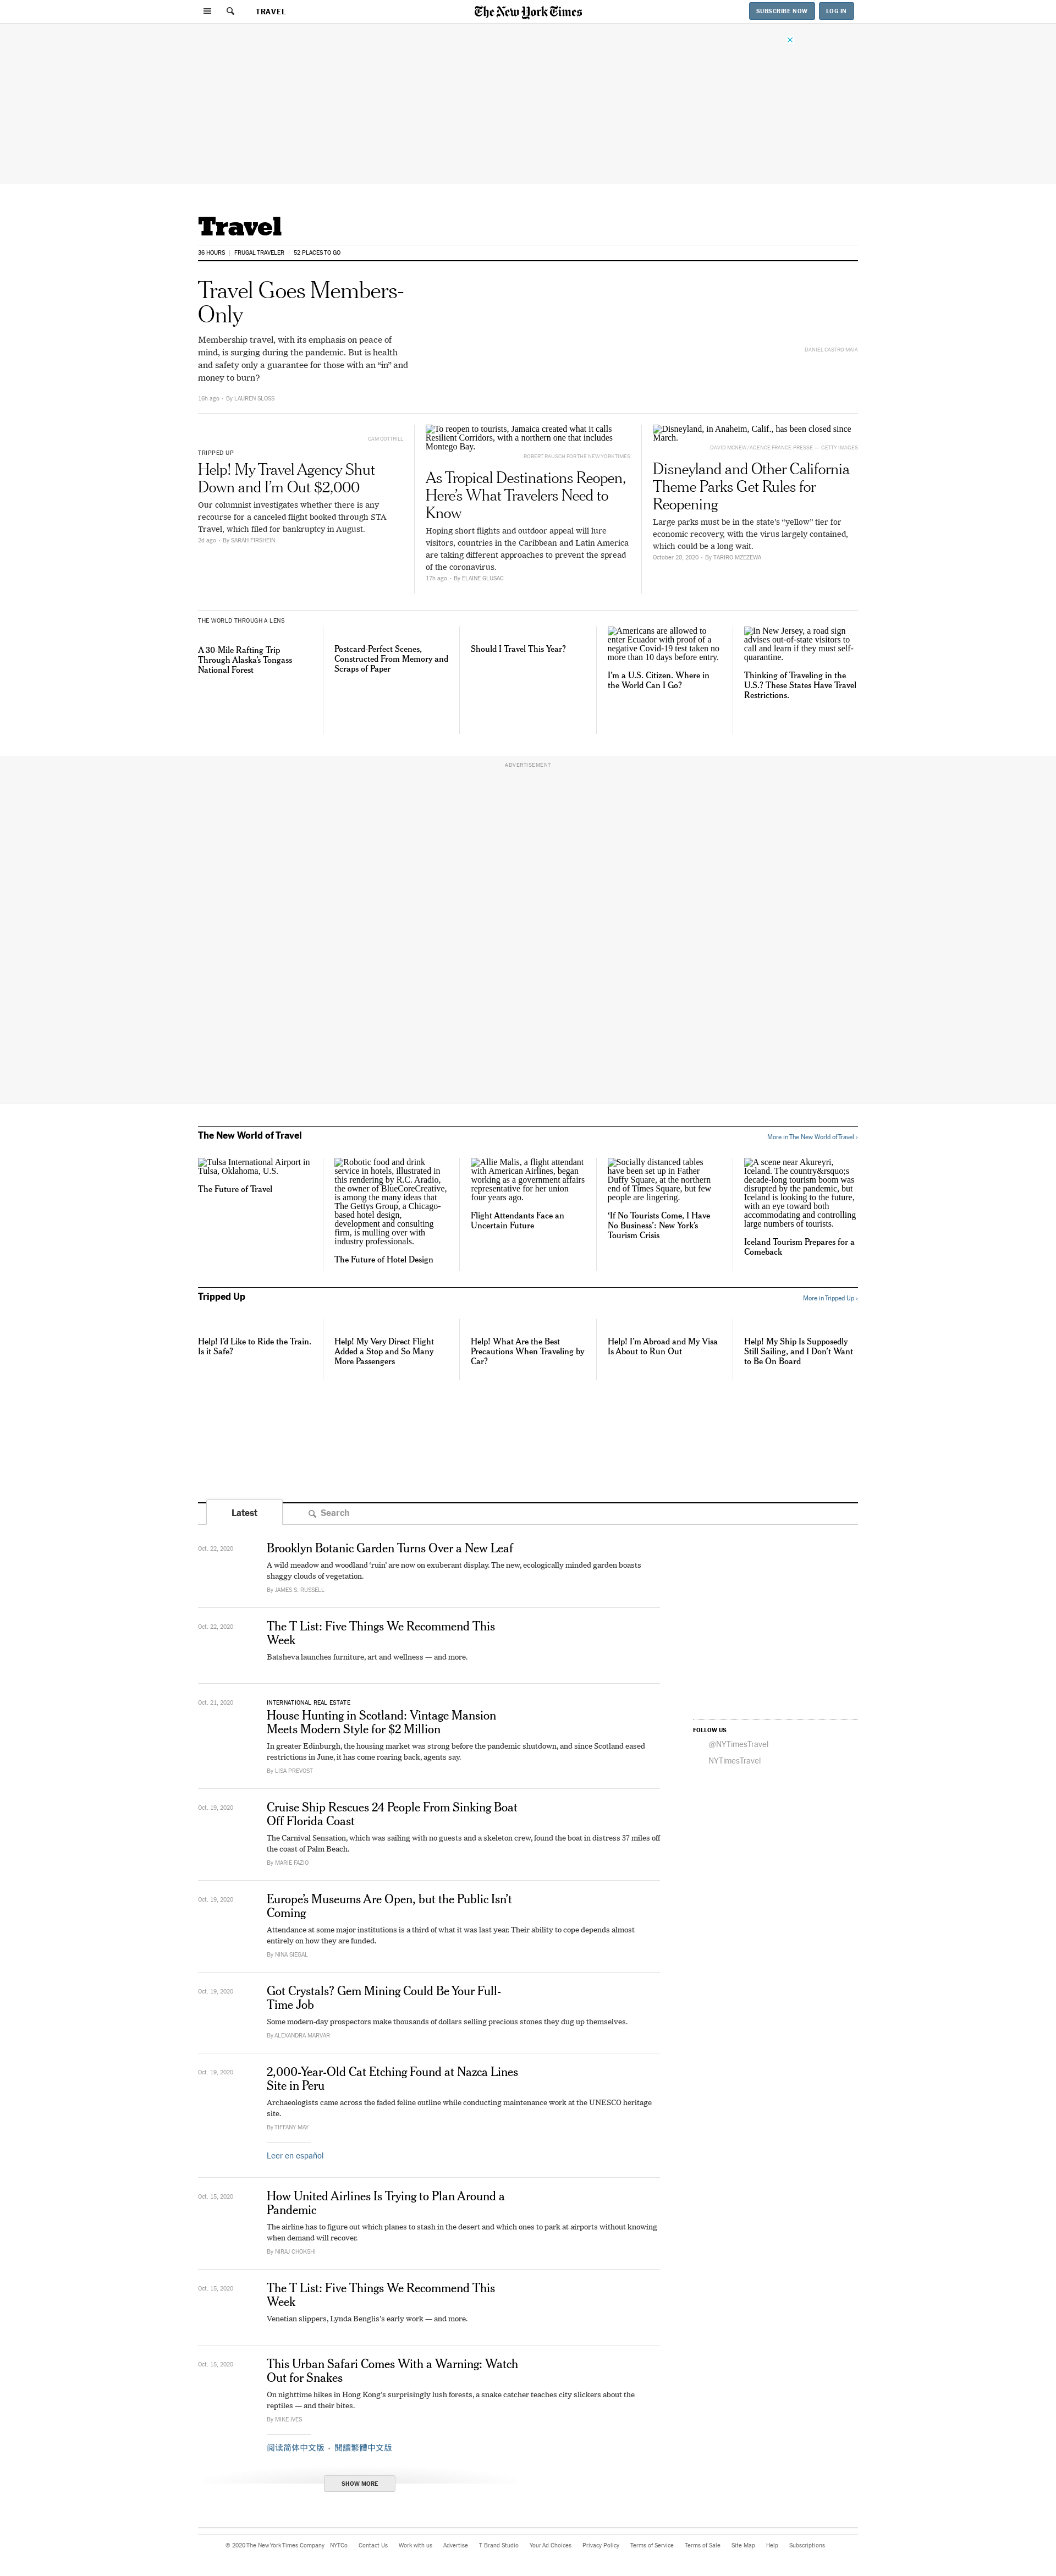 TRAVEL
The New York Times
SUBSCRIBE NOW
LOG IN
Travel
36 HOURS
FRUGAL TRAVELER
52 PLACES TO GO
Travel Goes Members-
Only
Membership travel, with its emphasis on peace of
mind, is surging during the pandemic. But is health
and safety only a guarantee for those with an “in” and
money to burn?
16h ago · By LAUREN SLOSS
DANIEL CASTRO MAIA
CAM COTTRILL
TRIPPED UP
Help! My Travel Agency Shut
Down and I’m Out $2,000
Our columnist investigates whether there is any
recourse for a canceled flight booked through STA
Travel, which filed for bankruptcy in August.
2d ago · By SARAH FIRSHEIN
To reopen to tourists, Jamaica created what it calls
Resilient Corridors, with a northern one that includes
Montego Bay.
ROBERT RAUSCH FOR THE NEW YORK TIMES
As Tropical Destinations Reopen,
Here’s What Travelers Need to
Know
Hoping short flights and outdoor appeal will lure
visitors, countries in the Caribbean and Latin America
are taking different approaches to prevent the spread
of the coronavirus.
17h ago · By ELAINE GLUSAC
Disneyland, in Anaheim, Calif., has been closed since
March.
DAVID MCNEW/AGENCE FRANCE-PRESSE — GETTY IMAGES
Disneyland and Other California
Theme Parks Get Rules for
Reopening
Large parks must be in the state’s “yellow” tier for
economic recovery, with the virus largely contained,
which could be a long wait.
October 20, 2020 · By TARIRO MZEZEWA
THE WORLD THROUGH A LENS
A 30-Mile Rafting Trip
Through Alaska’s Tongass
National Forest
Postcard-Perfect Scenes,
Constructed From Memory and
Scraps of Paper
Should I Travel This Year?
Americans are allowed to
enter Ecuador with proof of a
negative Covid-19 test taken no
more than 10 days before entry.
I’m a U.S. Citizen. Where in
the World Can I Go?
In New Jersey, a road sign
advises out-of-state visitors to
call and learn if they must self-
quarantine.
Thinking of Traveling in the
U.S.? These States Have Travel
Restrictions.
ADVERTISEMENT
The New World of Travel
More in The New World of Travel ›
Tulsa International Airport in
Tulsa, Oklahoma, U.S.
The Future of Travel
Robotic food and drink
service in hotels, illustrated in
this rendering by R.C. Aradio,
the owner of BlueCoreCreative,
is among the many ideas that
The Gettys Group, a Chicago-
based hotel design,
development and consulting
firm, is mulling over with
industry professionals.
The Future of Hotel Design
Allie Malis, a flight attendant
with American Airlines, began
working as a government affairs
representative for her union
four years ago.
Flight Attendants Face an
Uncertain Future
Socially distanced tables
have been set up in Father
Duffy Square, at the northern
end of Times Square, but few
people are lingering.
‘If No Tourists Come, I Have
No Business’: New York’s
Tourism Crisis
A scene near Akureyri,
Iceland. The country&rsquo;s
decade-long tourism boom was
disrupted by the pandemic, but
Iceland is looking to the future,
with an eye toward both
accommodating and controlling
large numbers of tourists.
Iceland Tourism Prepares for a
Comeback
Tripped Up
More in Tripped Up ›
Help! I’d Like to Ride the Train.
Is it Safe?
Help! My Very Direct Flight
Added a Stop and So Many
More Passengers
Help! What Are the Best
Precautions When Traveling by
Car?
Help! I’m Abroad and My Visa
Is About to Run Out
Help! My Ship Is Supposedly
Still Sailing, and I Don’t Want
to Be On Board
Latest
Search
Oct. 22, 2020
Brooklyn Botanic Garden Turns Over a New Leaf
A wild meadow and woodland ‘ruin’ are now on exuberant display. The new, ecologically minded garden boasts
shaggy clouds of vegetation.
By JAMES S. RUSSELL
Oct. 22, 2020
The T List: Five Things We Recommend This
Week
Batsheva launches furniture, art and wellness — and more.
Oct. 21, 2020
INTERNATIONAL REAL ESTATE
House Hunting in Scotland: Vintage Mansion
Meets Modern Style for $2 Million
In greater Edinburgh, the housing market was strong before the pandemic shutdown, and since Scotland eased
restrictions in June, it has come roaring back, agents say.
By LISA PREVOST
FOLLOW US
@NYTimesTravel
NYTimesTravel
Oct. 19, 2020
Cruise Ship Rescues 24 People From Sinking Boat
Off Florida Coast
The Carnival Sensation, which was sailing with no guests and a skeleton crew, found the boat in distress 37 miles off
the coast of Palm Beach.
By MARIE FAZIO
Oct. 19, 2020
Europe’s Museums Are Open, but the Public Isn’t
Coming
Attendance at some major institutions is a third of what it was last year. Their ability to cope depends almost
entirely on how they are funded.
By NINA SIEGAL
Oct. 19, 2020
Got Crystals? Gem Mining Could Be Your Full-
Time Job
Some modern-day prospectors make thousands of dollars selling precious stones they dug up themselves.
By ALEXANDRA MARVAR
Oct. 19, 2020
2,000-Year-Old Cat Etching Found at Nazca Lines
Site in Peru
Archaeologists came across the faded feline outline while conducting maintenance work at the UNESCO heritage
site.
By TIFFANY MAY
Leer en español
Oct. 15, 2020
How United Airlines Is Trying to Plan Around a
Pandemic
The airline has to figure out which planes to stash in the desert and which ones to park at airports without knowing
when demand will recover.
By NIRAJ CHOKSHI
Oct. 15, 2020
The T List: Five Things We Recommend This
Week
Venetian slippers, Lynda Benglis’s early work — and more.
Oct. 15, 2020
This Urban Safari Comes With a Warning: Watch
Out for Snakes
On nighttime hikes in Hong Kong’s surprisingly lush forests, a snake catcher teaches city slickers about the
reptiles — and their bites.
By MIKE IVES
阅读简体中文版 · 閱讀繁體中文版
SHOW MORE
© 2020 The New York Times Company NYTCo Contact Us Work with us Advertise T Brand Studio Your Ad Choices Privacy Policy Terms of Service Terms of Sale Site Map Help Subscriptions